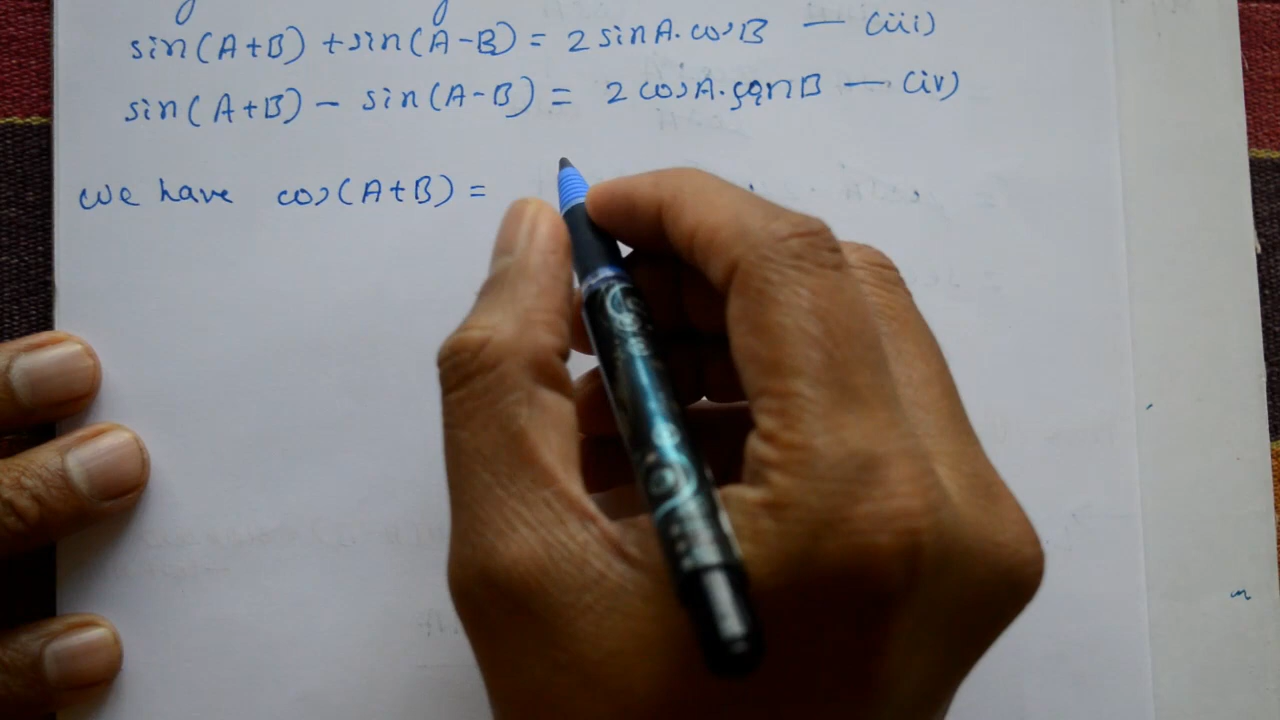 sin(A+B) + sin(A-B) = 2 sinA.cosB — (iii)
sin(A+B) - sin(A-B) = 2 cosA.sinB — (iv)
we have cos(A+B) =